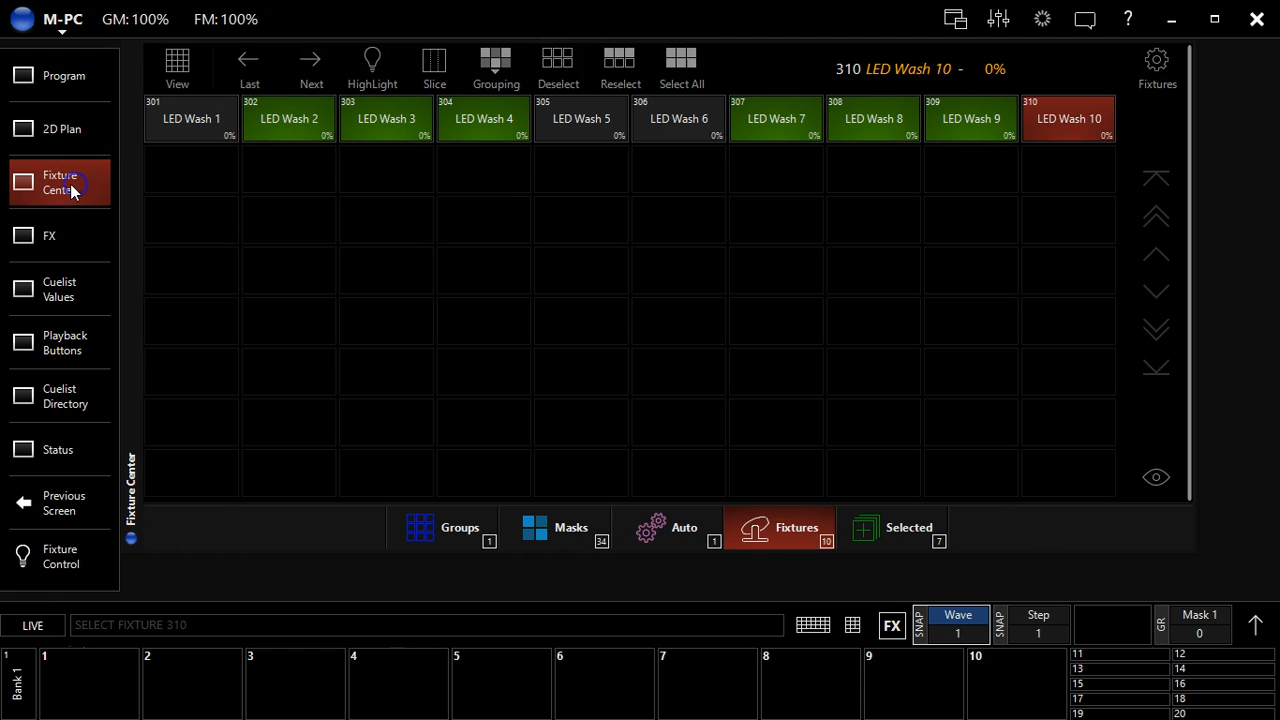 M-PC GM:100% FM:100% ?
Program
2D Plan
Fixture
Center
FX
Cuelist
Values
Playback
Buttons
Cuelist
Directory
Status
Previous
Screen
Fixture
Control
View Last Next HighLight Slice Grouping Deselect Reselect Select All
310 LED Wash 10 - 0%
Fixtures
301 LED Wash 1 0%
302 LED Wash 2 0%
303 LED Wash 3 0%
304 LED Wash 4 0%
305 LED Wash 5 0%
306 LED Wash 6 0%
307 LED Wash 7 0%
308 LED Wash 8 0%
309 LED Wash 9 0%
310 LED Wash 10 0%
Fixture Center
Groups 1
Masks 34
Auto 1
Fixtures 10
Selected 7
LIVE SELECT FIXTURE 310
FX
SNAP Wave 1
SNAP Step 1
GR Mask 1 0
1 Bank 1
1 2 3 4 5 6 7 8 9 10
11 12
13 14
15 16
17 18
19 20